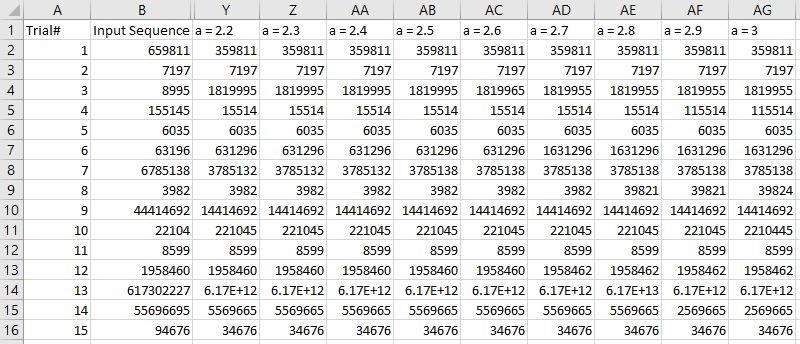 A B Y Z AA AB AC AD AE AF AG
1 Trial# Input Sequence a = 2.2 a = 2.3 a = 2.4 a = 2.5 a = 2.6 a = 2.7 a = 2.8 a = 2.9 a = 3
2 1 659811 359811 359811 359811 359811 359811 359811 359811 359811 359811
3 2 7197 7197 7197 7197 7197 7197 7197 7197 7197 7197
4 3 8995 1819995 1819995 1819995 1819995 1819965 1819955 1819955 1819955 1819955
5 4 155145 15514 15514 15514 15514 15514 15514 15514 115514 115514
6 5 6035 6035 6035 6035 6035 6035 6035 6035 6035 6035
7 6 63196 631296 631296 631296 631296 1631296 1631296 1631296 1631296 1631296
8 7 6785138 3785132 3785132 3785132 3785138 3785138 3785138 3785138 3785138 3785138
9 8 3982 3982 3982 3982 3982 3982 3982 39821 39821 39824
10 9 44414692 14414692 14414692 14414692 14414692 14414692 14414692 14414692 14414692 14414692
11 10 22104 221045 221045 221045 221045 221045 221045 221045 221045 2210445
12 11 8599 8599 8599 8599 8599 8599 8599 8599 8599 8599
13 12 1958460 1958460 1958460 1958460 1958460 1958460 1958462 1958462 1958462 1958462
14 13 617302227 6.17E+12 6.17E+12 6.17E+12 6.17E+12 6.17E+12 6.17E+12 6.17E+13 6.17E+12 6.17E+12
15 14 55696695 5569665 5569665 5569665 5569665 5569665 5569665 5569665 2569665 2569665
16 15 94676 34676 34676 34676 34676 34676 34676 34676 34676 34676